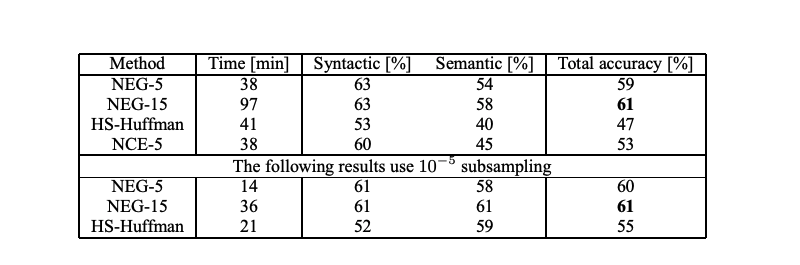 Method Time [min] Syntactic [%] Semantic [%] Total accuracy [%]
NEG-5 38 63 54 59
NEG-15 97 63 58 61
HS-Huffman 41 53 40 47
NCE-5 38 60 45 53
The following results use 10⁻⁵ subsampling
NEG-5 14 61 58 60
NEG-15 36 61 61 61
HS-Huffman 21 52 59 55